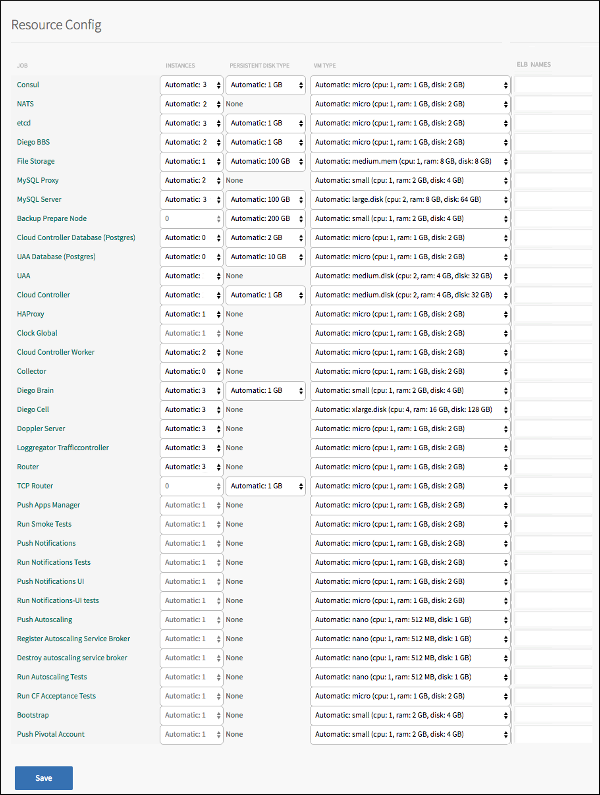 Resource Config
JOB INSTANCES PERSISTENT DISK TYPE VM TYPE ELB NAMES
Consul Automatic: 3 Automatic: 1 GB Automatic: micro (cpu: 1, ram: 1 GB, disk: 2 GB)
NATS Automatic: 2 None Automatic: micro (cpu: 1, ram: 1 GB, disk: 2 GB)
etcd Automatic: 3 Automatic: 1 GB Automatic: micro (cpu: 1, ram: 1 GB, disk: 2 GB)
Diego BBS Automatic: 2 Automatic: 1 GB Automatic: micro (cpu: 1, ram: 1 GB, disk: 2 GB)
File Storage Automatic: 1 Automatic: 100 GB Automatic: medium.mem (cpu: 1, ram: 8 GB, disk: 8 GB)
MySQL Proxy Automatic: 2 None Automatic: small (cpu: 1, ram: 2 GB, disk: 4 GB)
MySQL Server Automatic: 3 Automatic: 100 GB Automatic: large.disk (cpu: 2, ram: 8 GB, disk: 64 GB)
Backup Prepare Node 0 Automatic: 200 GB Automatic: small (cpu: 1, ram: 2 GB, disk: 4 GB)
Cloud Controller Database (Postgres) Automatic: 0 Automatic: 2 GB Automatic: micro (cpu: 1, ram: 1 GB, disk: 2 GB)
UAA Database (Postgres) Automatic: 0 Automatic: 10 GB Automatic: micro (cpu: 1, ram: 1 GB, disk: 2 GB)
UAA Automatic: None Automatic: medium.disk (cpu: 2, ram: 4 GB, disk: 32 GB)
Cloud Controller Automatic: Automatic: 1 GB Automatic: medium.disk (cpu: 2, ram: 4 GB, disk: 32 GB)
HAProxy Automatic: 1 None Automatic: micro (cpu: 1, ram: 1 GB, disk: 2 GB)
Clock Global Automatic: 1 None Automatic: micro (cpu: 1, ram: 1 GB, disk: 2 GB)
Cloud Controller Worker Automatic: 2 None Automatic: micro (cpu: 1, ram: 1 GB, disk: 2 GB)
Collector Automatic: 0 None Automatic: micro (cpu: 1, ram: 1 GB, disk: 2 GB)
Diego Brain Automatic: 3 Automatic: 1 GB Automatic: small (cpu: 1, ram: 2 GB, disk: 4 GB)
Diego Cell Automatic: 3 None Automatic: xlarge.disk (cpu: 4, ram: 16 GB, disk: 128 GB)
Doppler Server Automatic: 3 None Automatic: micro (cpu: 1, ram: 1 GB, disk: 2 GB)
Loggregator Trafficcontroller Automatic: 3 None Automatic: micro (cpu: 1, ram: 1 GB, disk: 2 GB)
Router Automatic: 3 None Automatic: micro (cpu: 1, ram: 1 GB, disk: 2 GB)
TCP Router 0 Automatic: 1 GB Automatic: micro (cpu: 1, ram: 1 GB, disk: 2 GB)
Push Apps Manager Automatic: 1 None Automatic: micro (cpu: 1, ram: 1 GB, disk: 2 GB)
Run Smoke Tests Automatic: 1 None Automatic: micro (cpu: 1, ram: 1 GB, disk: 2 GB)
Push Notifications Automatic: 1 None Automatic: micro (cpu: 1, ram: 1 GB, disk: 2 GB)
Run Notifications Tests Automatic: 1 None Automatic: micro (cpu: 1, ram: 1 GB, disk: 2 GB)
Push Notifications UI Automatic: 1 None Automatic: micro (cpu: 1, ram: 1 GB, disk: 2 GB)
Run Notifications-UI tests Automatic: 1 None Automatic: micro (cpu: 1, ram: 1 GB, disk: 2 GB)
Push Autoscaling Automatic: 1 None Automatic: nano (cpu: 1, ram: 512 MB, disk: 1 GB)
Register Autoscaling Service Broker Automatic: 1 None Automatic: nano (cpu: 1, ram: 512 MB, disk: 1 GB)
Destroy autoscaling service broker Automatic: 1 None Automatic: nano (cpu: 1, ram: 512 MB, disk: 1 GB)
Run Autoscaling Tests Automatic: 1 None Automatic: nano (cpu: 1, ram: 512 MB, disk: 1 GB)
Run CF Acceptance Tests Automatic: 1 None Automatic: micro (cpu: 1, ram: 1 GB, disk: 2 GB)
Bootstrap Automatic: 1 None Automatic: small (cpu: 1, ram: 2 GB, disk: 4 GB)
Push Pivotal Account Automatic: 1 None Automatic: small (cpu: 1, ram: 2 GB, disk: 4 GB)
Save